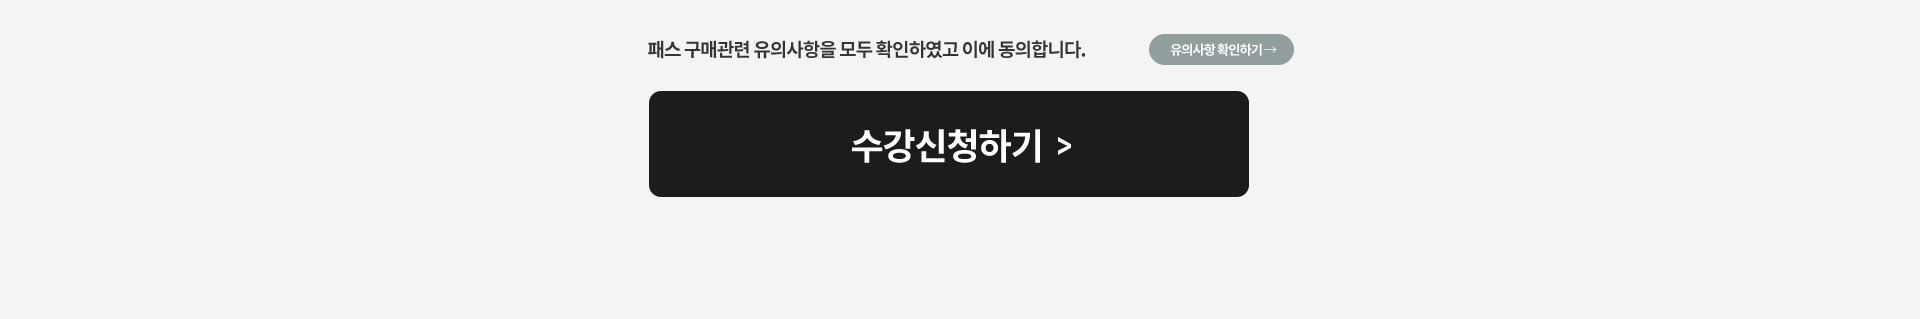 패스 구매관련 유의사항을 모두 확인하였고 이에 동의합니다. 유의사항 확인하기 →
수강신청하기 >